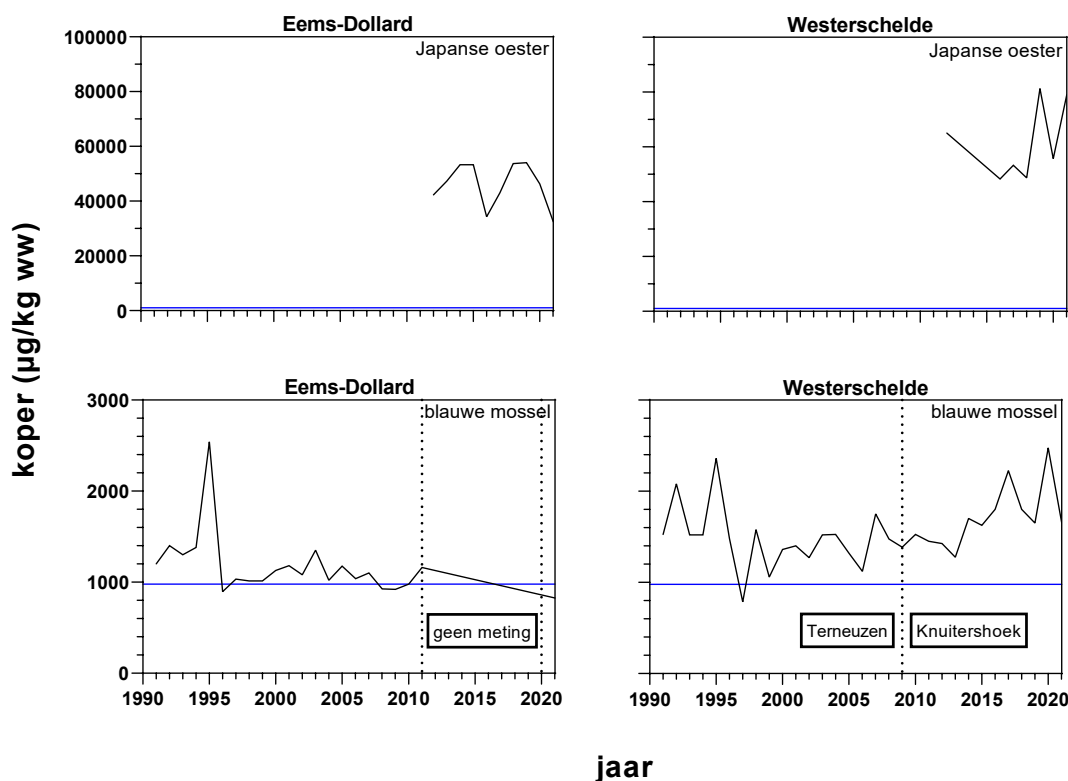 Eems-Dollard
Westerschelde
100000
80000
60000
40000
20000
0
Japanse oester
Japanse oester
koper (µg/kg ww)
Eems-Dollard
Westerschelde
3000
2000
1000
0
blauwe mossel
blauwe mossel
geen meting
Terneuzen
Knuitershoek
1990 1995 2000 2005 2010 2015 2020
1990 1995 2000 2005 2010 2015 2020
jaar